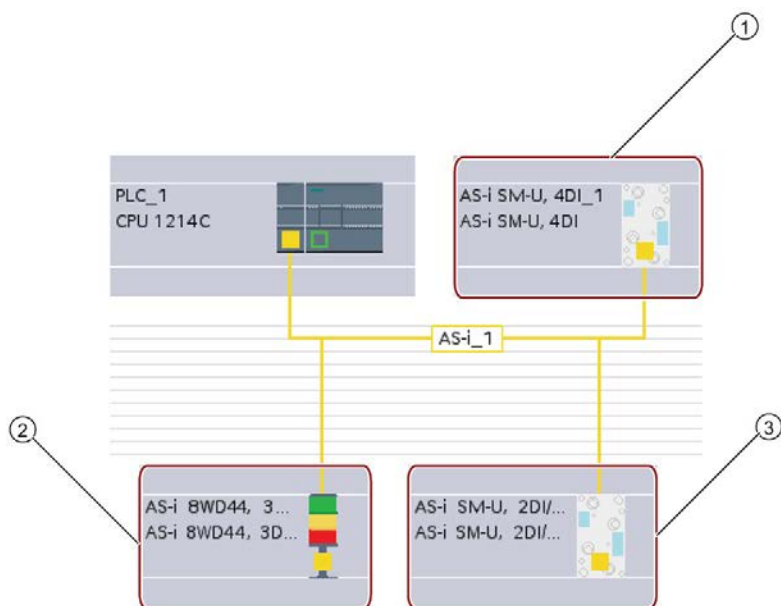 1
PLC_1
CPU 1214C
AS-i SM-U, 4DI_1
AS-i SM-U, 4DI
AS-i_1
2
3
AS-i 8WD44, 3...
AS-i 8WD44, 3D...
AS-i SM-U, 2DI/...
AS-i SM-U, 2DI/...